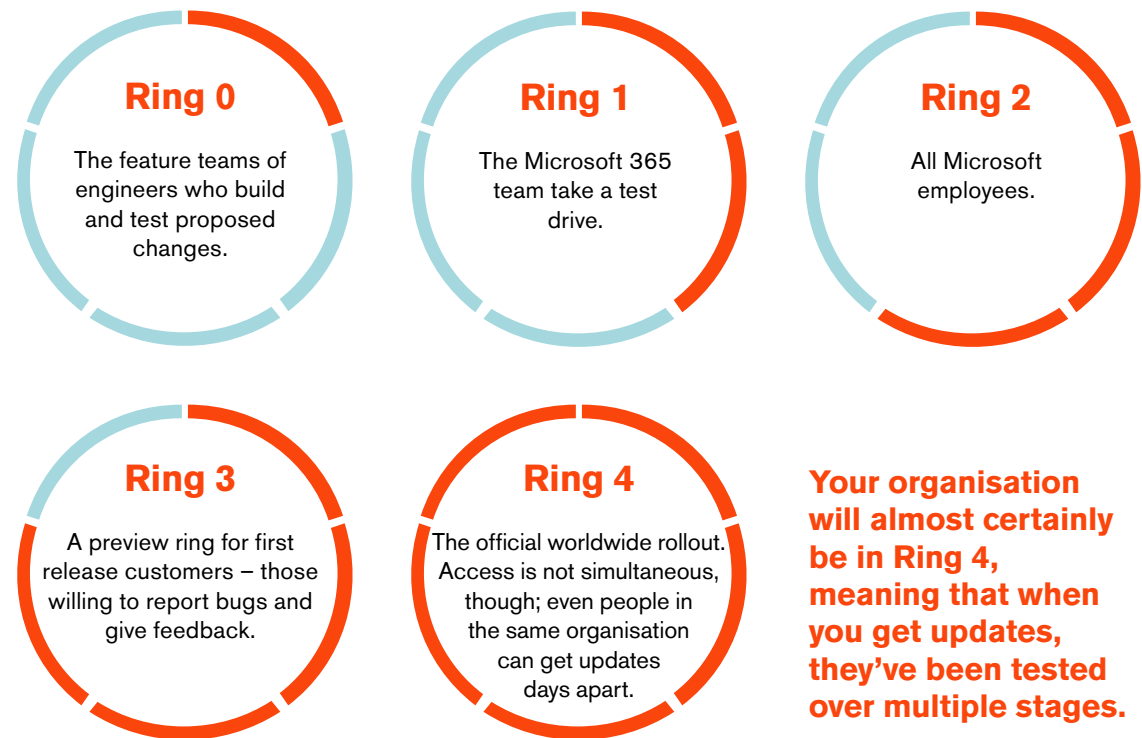 Ring 0
The feature teams of
engineers who build
and test proposed
changes.
Ring 1
The Microsoft 365
team take a test
drive.
Ring 2
All Microsoft
employees.
Ring 3
A preview ring for first
release customers – those
willing to report bugs and
give feedback.
Ring 4
The official worldwide rollout.
Access is not simultaneous,
though; even people in
the same organisation
can get updates
days apart.
Your organisation
will almost certainly
be in Ring 4,
meaning that when
you get updates,
they’ve been tested
over multiple stages.